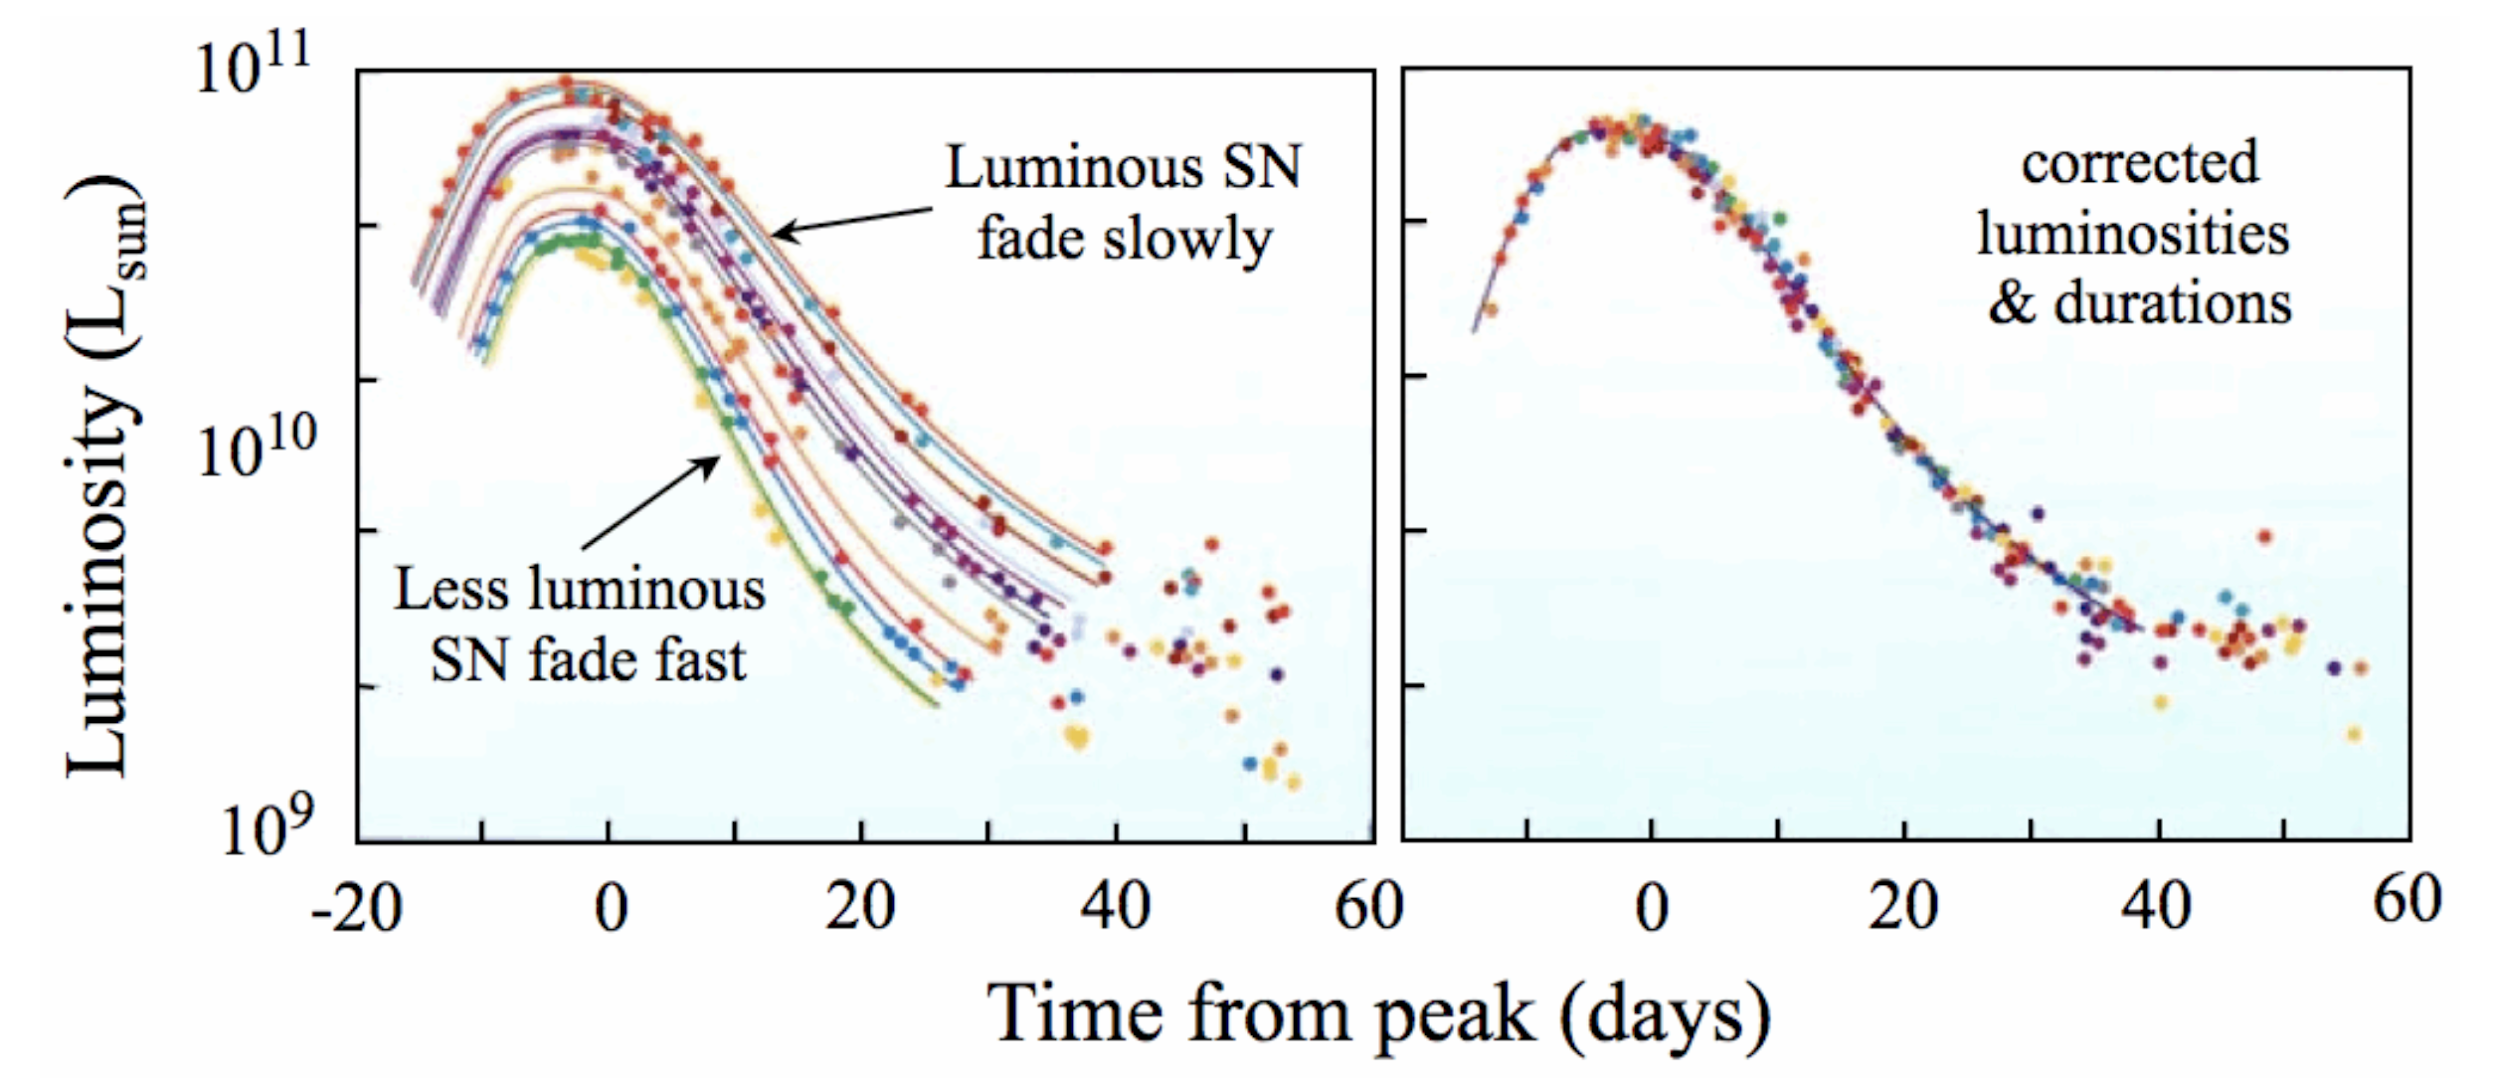 10^11
10^10
10^9
Luminosity (L_sun)
Luminous SN
fade slowly
Less luminous
SN fade fast
corrected
luminosities
& durations
-20 0 20 40 60
0 20 40 60
Time from peak (days)